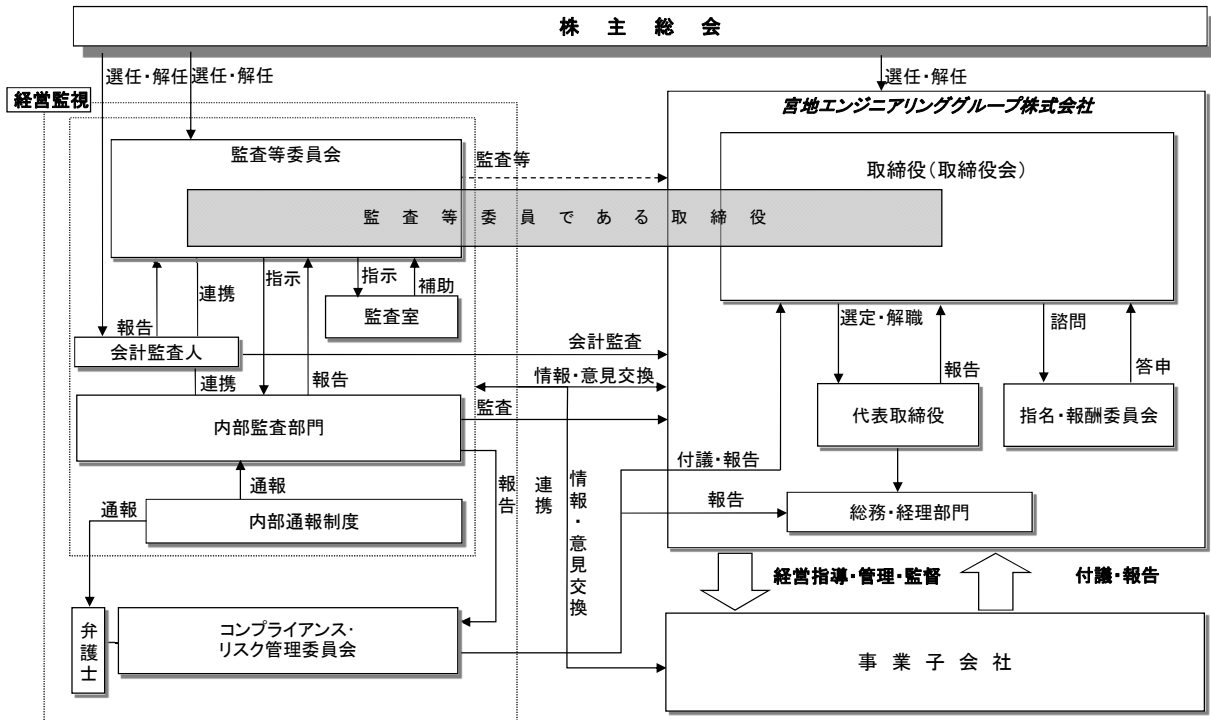 株 主 総 会
選任・解任
選任・解任
選任・解任
経営監視
宮地エンジニアリンググループ株式会社
監査等委員会
監査等
取締役（取締役会）
監 査 等 委 員 で あ る 取 締 役
指示
指示
補助
連携
監査室
報告
選定・解職
諮問
会計監査人
会計監査
連携
報告
情報・意見交換
報告
答申
内部監査部門
監査
代表取締役
指名・報酬委員会
付議・報告
通報
報告
連携
情報・意見交換
通報
内部通報制度
報告
総務・経理部門
経営指導・管理・監督
付議・報告
弁護士
コンプライアンス・
リスク管理委員会
事 業 子 会 社